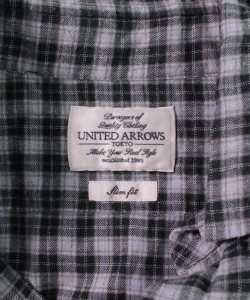 Purveyors of
Quality Clothing
UNITED ARROWS
TOKYO
Make Your Real Style
established 1989
Slim fit